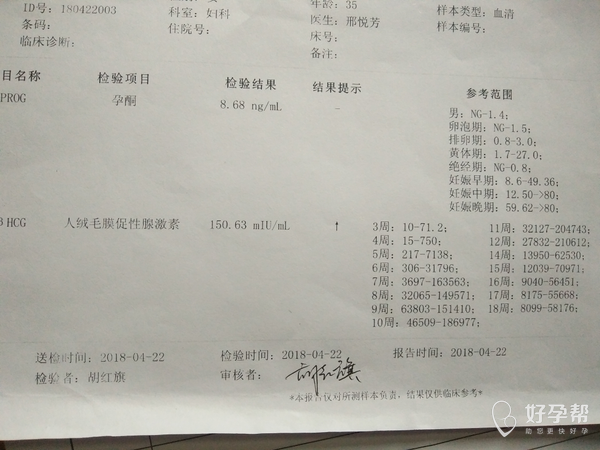 ID号: 180422003 科室: 妇科 年龄: 35 样本类型: 血清
条码: 住院号: 医生: 邢悦芳 样本编号:
临床诊断: 床号:
备注:
目名称 检验项目 检验结果 结果提示 参考范围
PROG 孕酮 8.68 ng/mL –
男: NG-1.4;
卵泡期: NG-1.5;
排卵期: 0.8-3.0;
黄体期: 1.7-27.0;
绝经期: NG-0.8;
妊娠早期: 8.6-49.36;
妊娠中期: 12.50->80;
妊娠晚期: 59.62->80;
HCG 人绒毛膜促性腺激素 150.63 mIU/mL ↑
3周: 10-71.2; 11周: 32127-204743;
4周: 15-750; 12周: 27832-210612;
5周: 217-7138; 14周: 13950-62530;
6周: 306-31796; 15周: 12039-70971;
7周: 3697-163563; 16周: 9040-56451;
8周: 32065-149571; 17周: 8175-55668;
9周: 63803-151410; 18周: 8099-58176;
10周: 46509-186977;
送检时间: 2018-04-22 检验时间: 2018-04-22 报告时间: 2018-04-22
检验者: 胡红旗 审核者: 胡红旗
*本报告仅对所测样本负责, 结果仅供临床参考*
好孕帮
助您更快好孕